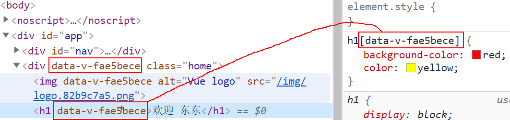 <body>
▸<noscript>…</noscript>
▾<div id="app">
▸<div id="nav">…</div>
▾<div data-v-fae5bece class="home">
<img data-v-fae5bece alt="Vue logo" src="/img/
logo.82b9c7a5.png">
<h1 data-v-fae5bece>欢迎 东东</h1> == $0
element.style {
}
h1[data-v-fae5bece] {
background-color: ▸ red;
color: yellow;
}
h1 {
display: block;